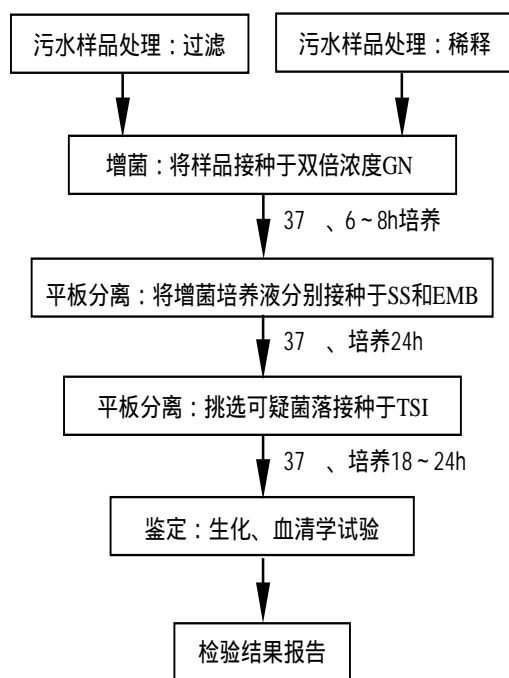 污水样品处理：过滤
污水样品处理：稀释
增菌：将样品接种于双倍浓度GN
37 、6～8h培养
平板分离：将增菌培养液分别接种于SS和EMB
37 、培养24h
平板分离：挑选可疑菌落接种于TSI
37 、培养18～24h
鉴定：生化、血清学试验
检验结果报告